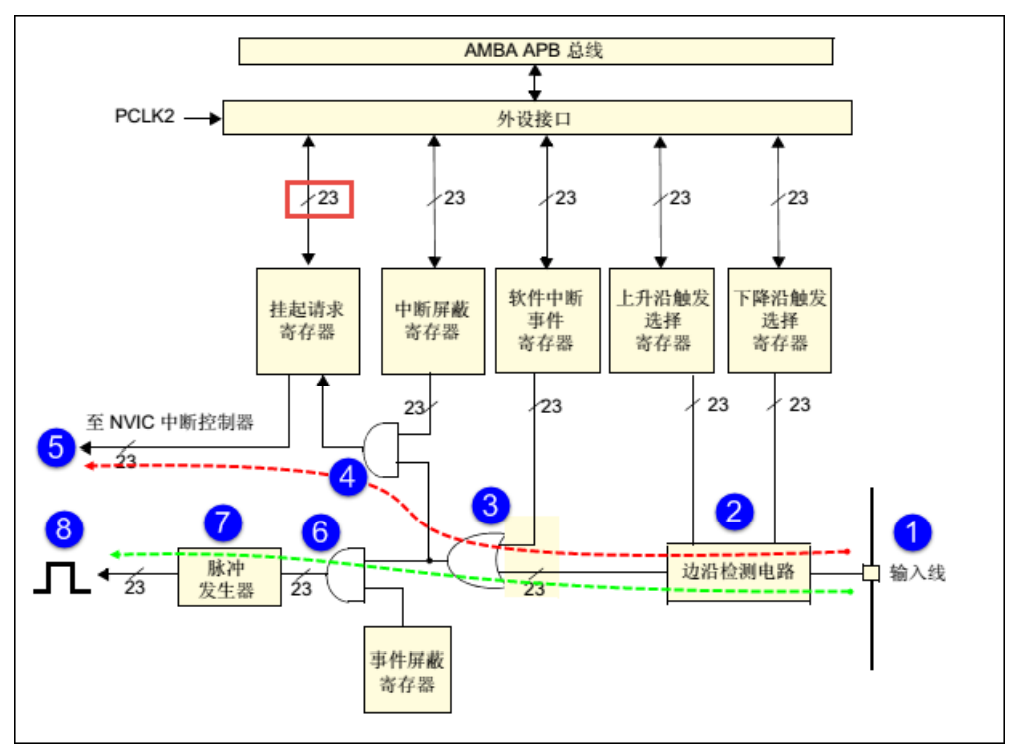 AMBA APB 总线
PCLK2
外设接口
23
23
23
23
23
挂起请求
寄存器
中断屏蔽
寄存器
软件中断
事件
寄存器
上升沿触发
选择
寄存器
下降沿触发
选择
寄存器
23
23
23
23
至 NVIC 中断控制器
5
23
4
3
2
1
8
7
6
脉冲
发生器
边沿检测电路
输入线
23
23
23
事件屏蔽
寄存器